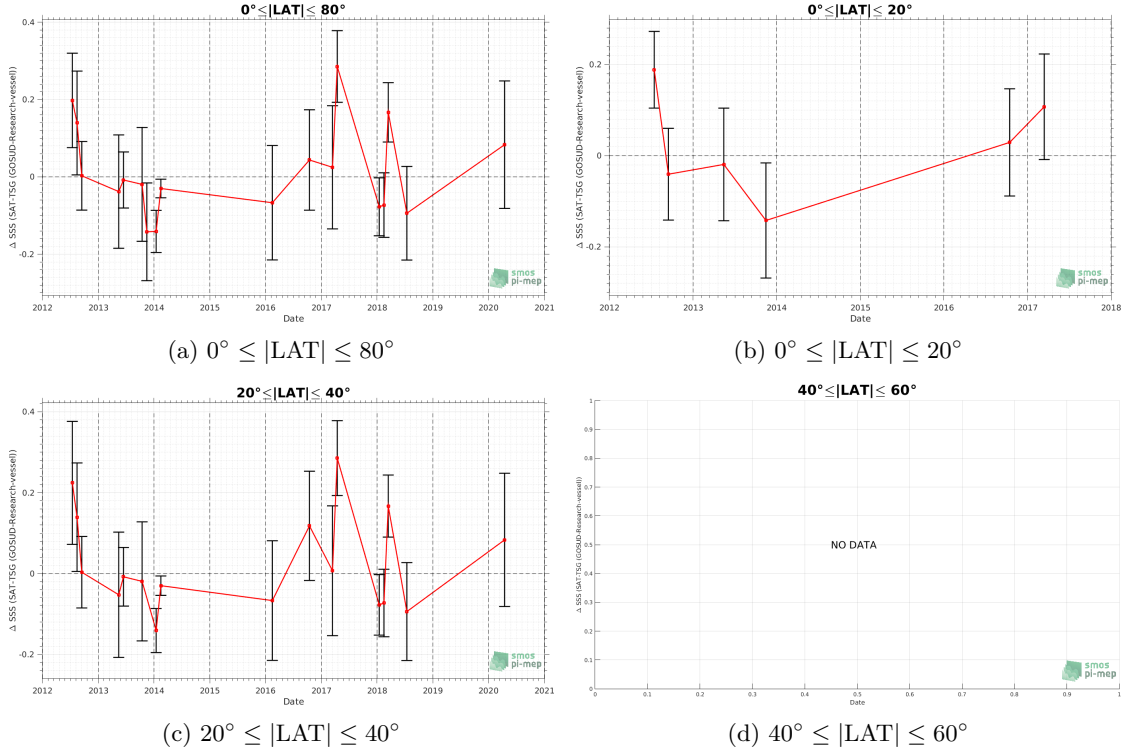 0°≤|LAT|≤ 80°
0.4
0.2
0
-0.2
Δ SSS (SAT-TSG (GOSUD-Research-vessel))
2012 2013 2014 2015 2016 2017 2018 2019 2020 2021
Date
smos
pi-mep
(a) 0° ≤ |LAT| ≤ 80°
0°≤|LAT|≤ 20°
0.2
0
-0.2
Δ SSS (SAT-TSG (GOSUD-Research-vessel))
2012 2013 2014 2015 2016 2017 2018
Date
smos
pi-mep
(b) 0° ≤ |LAT| ≤ 20°
20°≤|LAT|≤ 40°
0.4
0.2
0
-0.2
Δ SSS (SAT-TSG (GOSUD-Research-vessel))
2012 2013 2014 2015 2016 2017 2018 2019 2020 2021
Date
smos
pi-mep
(c) 20° ≤ |LAT| ≤ 40°
40°≤|LAT|≤ 60°
1
0.9
0.8
0.7
0.6
0.5
0.4
0.3
0.2
0.1
0
Δ SSS (SAT-TSG (GOSUD-Research-vessel))
NO DATA
0 0.1 0.2 0.3 0.4 0.5 0.6 0.7 0.8 0.9 1
Date
smos
pi-mep
(d) 40° ≤ |LAT| ≤ 60°